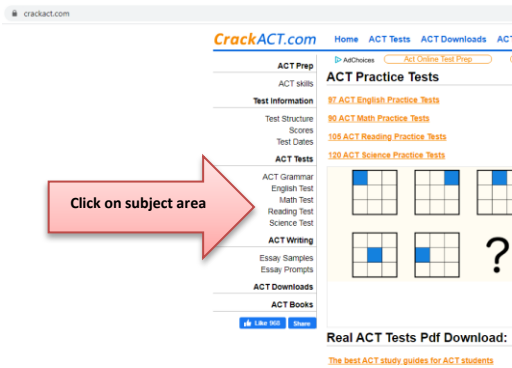 crackact.com
CrackACT.com
Home ACT Tests ACT Downloads ACT
AdChoices Act Online Test Prep
ACT Prep
ACT skills
Test Information
Test Structure
Scores
Test Dates
ACT Tests
ACT Grammar
English Test
Math Test
Reading Test
Science Test
ACT Writing
Essay Samples
Essay Prompts
ACT Downloads
ACT Books
Like 968 Share
Click on subject area
ACT Practice Tests
97 ACT English Practice Tests
90 ACT Math Practice Tests
105 ACT Reading Practice Tests
120 ACT Science Practice Tests
?
Real ACT Tests Pdf Download:
The best ACT study guides for ACT students